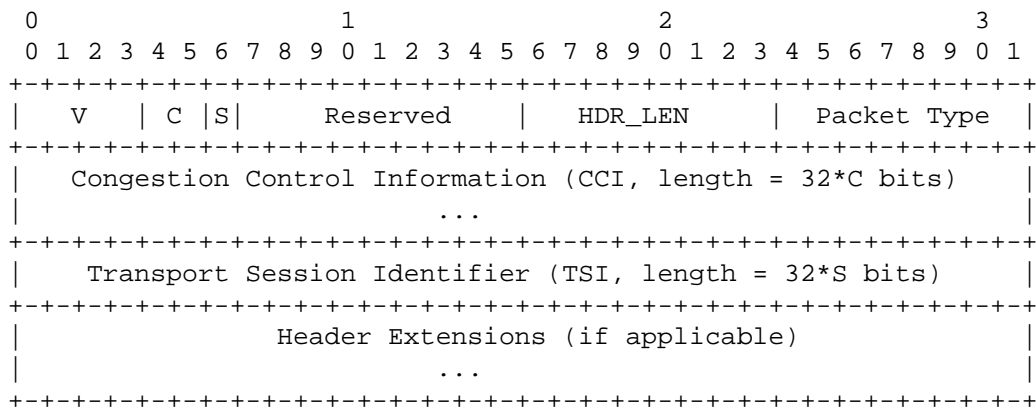 0                   1                   2                   3
 0 1 2 3 4 5 6 7 8 9 0 1 2 3 4 5 6 7 8 9 0 1 2 3 4 5 6 7 8 9 0 1
+-+-+-+-+-+-+-+-+-+-+-+-+-+-+-+-+-+-+-+-+-+-+-+-+-+-+-+-+-+-+-+-+
|   V   | C |S|     Reserved    |   HDR_LEN     |  Packet Type  |
+-+-+-+-+-+-+-+-+-+-+-+-+-+-+-+-+-+-+-+-+-+-+-+-+-+-+-+-+-+-+-+-+
|   Congestion Control Information (CCI, length = 32*C bits)    |
|                          ...                                  |
+-+-+-+-+-+-+-+-+-+-+-+-+-+-+-+-+-+-+-+-+-+-+-+-+-+-+-+-+-+-+-+-+
|    Transport Session Identifier (TSI, length = 32*S bits)     |
+-+-+-+-+-+-+-+-+-+-+-+-+-+-+-+-+-+-+-+-+-+-+-+-+-+-+-+-+-+-+-+-+
|                Header Extensions (if applicable)              |
|                          ...                                  |
+-+-+-+-+-+-+-+-+-+-+-+-+-+-+-+-+-+-+-+-+-+-+-+-+-+-+-+-+-+-+-+-+